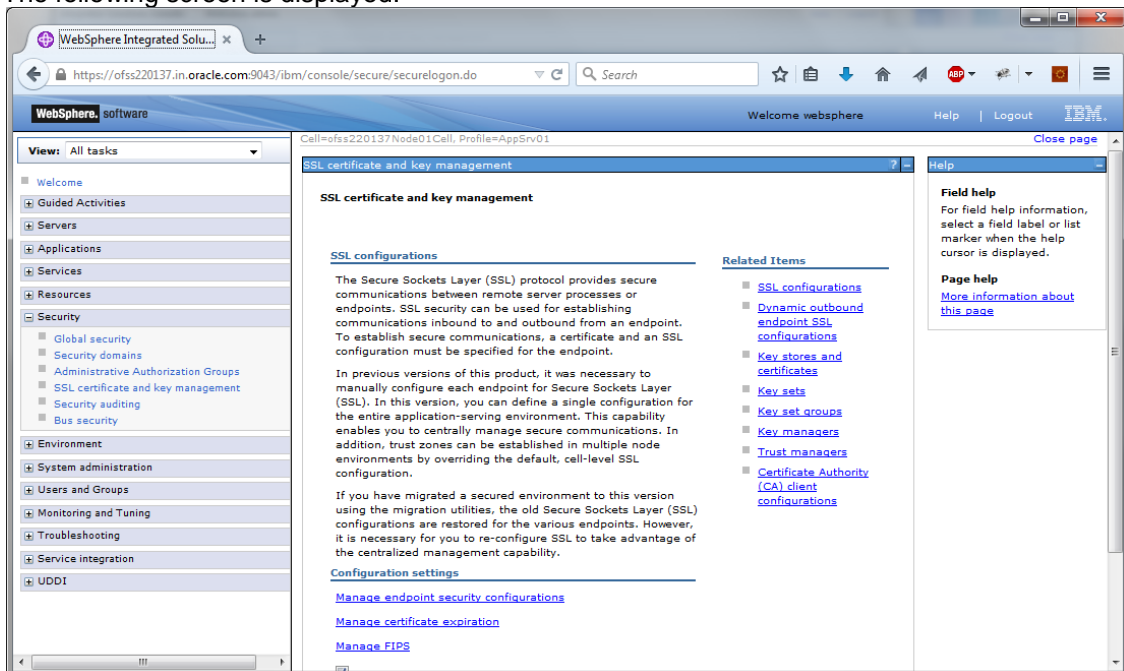 The following screen is displayed:
WebSphere Integrated Solu... × +
https://ofss220137.in.oracle.com:9043/ibm/console/secure/securelogon.do
Search
ABP
WebSphere. software
Welcome websphere
Help | Logout
IBM.
View: All tasks
Welcome
Guided Activities
Servers
Applications
Services
Resources
Security
Global security
Security domains
Administrative Authorization Groups
SSL certificate and key management
Security auditing
Bus security
Environment
System administration
Users and Groups
Monitoring and Tuning
Troubleshooting
Service integration
UDDI
Cell=ofss220137Node01Cell, Profile=AppSrv01
Close page
SSL certificate and key management ? –
SSL certificate and key management
SSL configurations
The Secure Sockets Layer (SSL) protocol provides secure
communications between remote server processes or
endpoints. SSL security can be used for establishing
communications inbound to and outbound from an endpoint.
To establish secure communications, a certificate and an SSL
configuration must be specified for the endpoint.
In previous versions of this product, it was necessary to
manually configure each endpoint for Secure Sockets Layer
(SSL). In this version, you can define a single configuration for
the entire application-serving environment. This capability
enables you to centrally manage secure communications. In
addition, trust zones can be established in multiple node
environments by overriding the default, cell-level SSL
configuration.
If you have migrated a secured environment to this version
using the migration utilities, the old Secure Sockets Layer (SSL)
configurations are restored for the various endpoints. However,
it is necessary for you to re-configure SSL to take advantage of
the centralized management capability.
Configuration settings
Manage endpoint security configurations
Manage certificate expiration
Manage FIPS
Related Items
SSL configurations
Dynamic outbound
endpoint SSL
configurations
Key stores and
certificates
Key sets
Key set groups
Key managers
Trust managers
Certificate Authority
(CA) client
configurations
Help –
Field help
For field help information,
select a field label or list
marker when the help
cursor is displayed.
Page help
More information about
this page